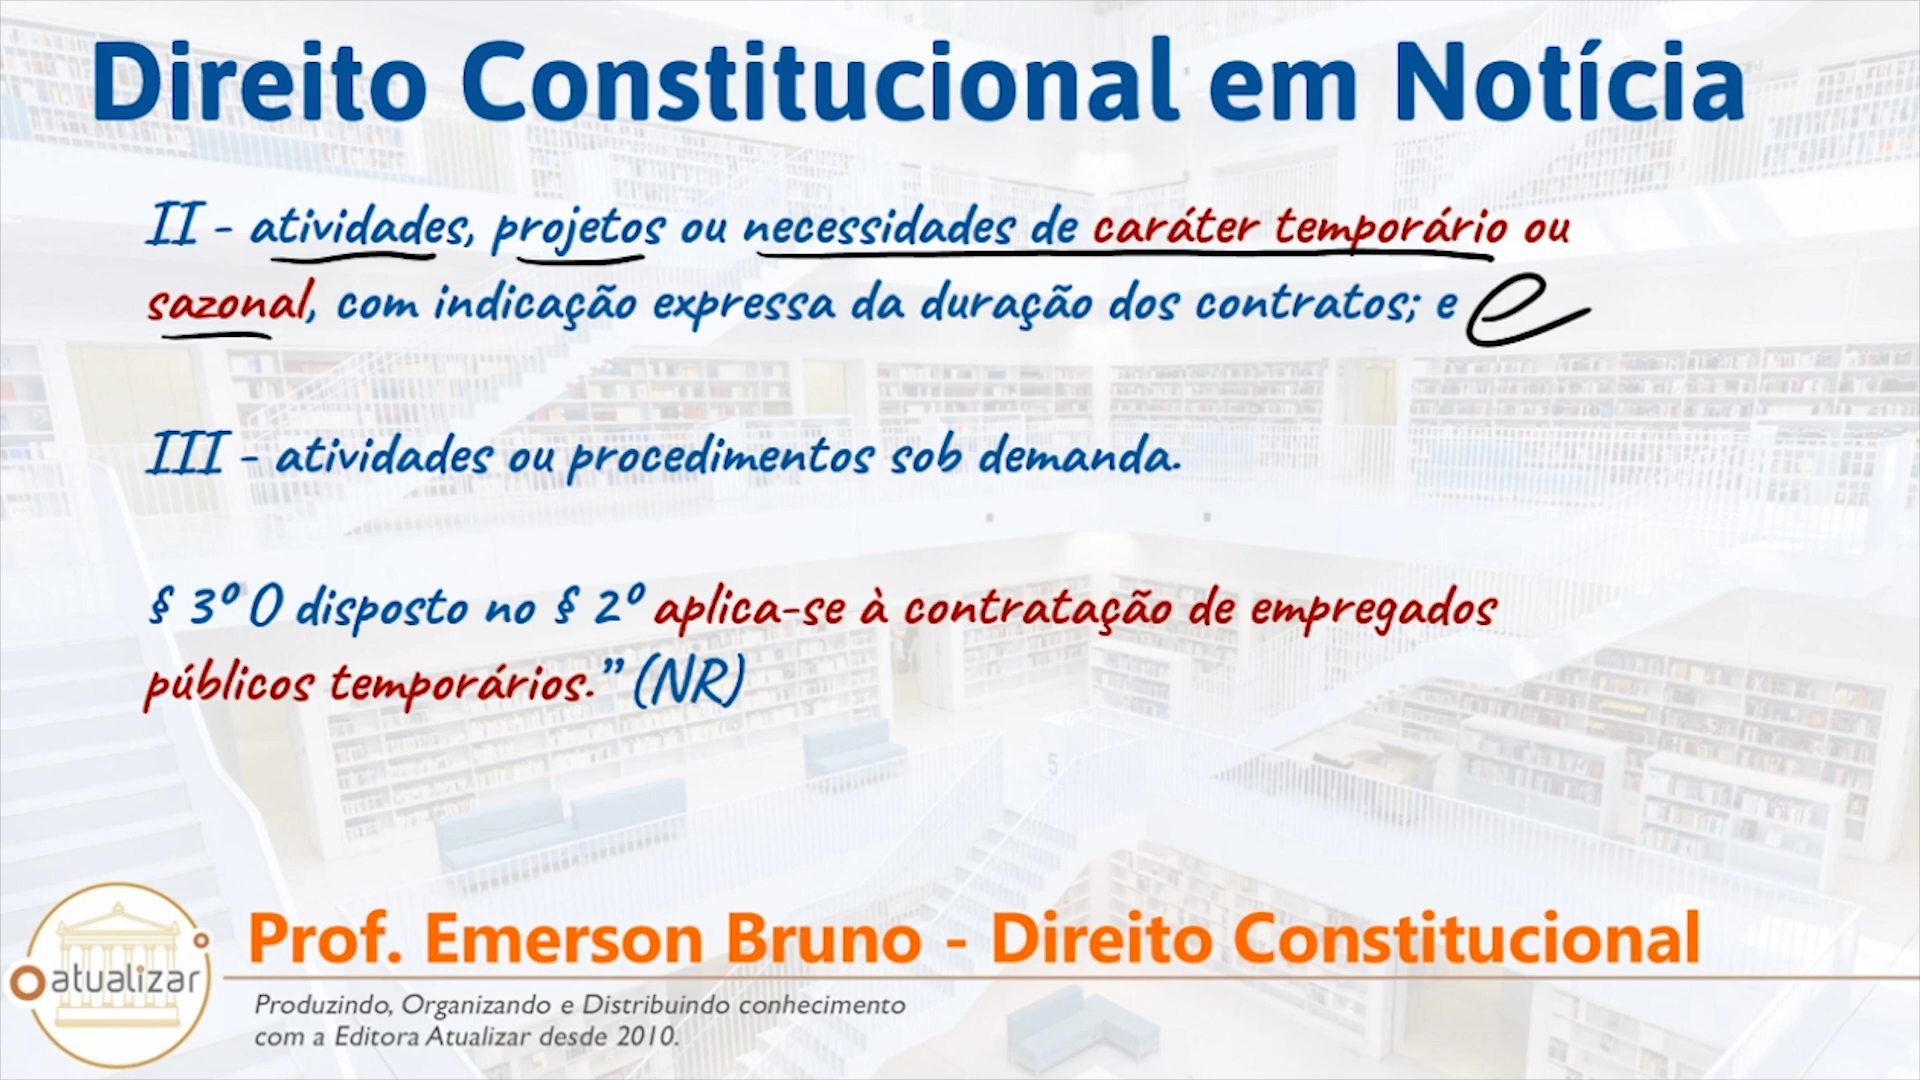 Direito Constitucional em Notícia
II - atividades, projetos ou necessidades de caráter temporário ou
sazonal, com indicação expressa da duração dos contratos; e e
III - atividades ou procedimentos sob demanda.
§ 3º O disposto no § 2º aplica-se à contratação de empregados
públicos temporários.” (NR)
5
Prof. Emerson Bruno - Direito Constitucional
atualizar
Produzindo, Organizando e Distribuindo conhecimento
com a Editora Atualizar desde 2010.